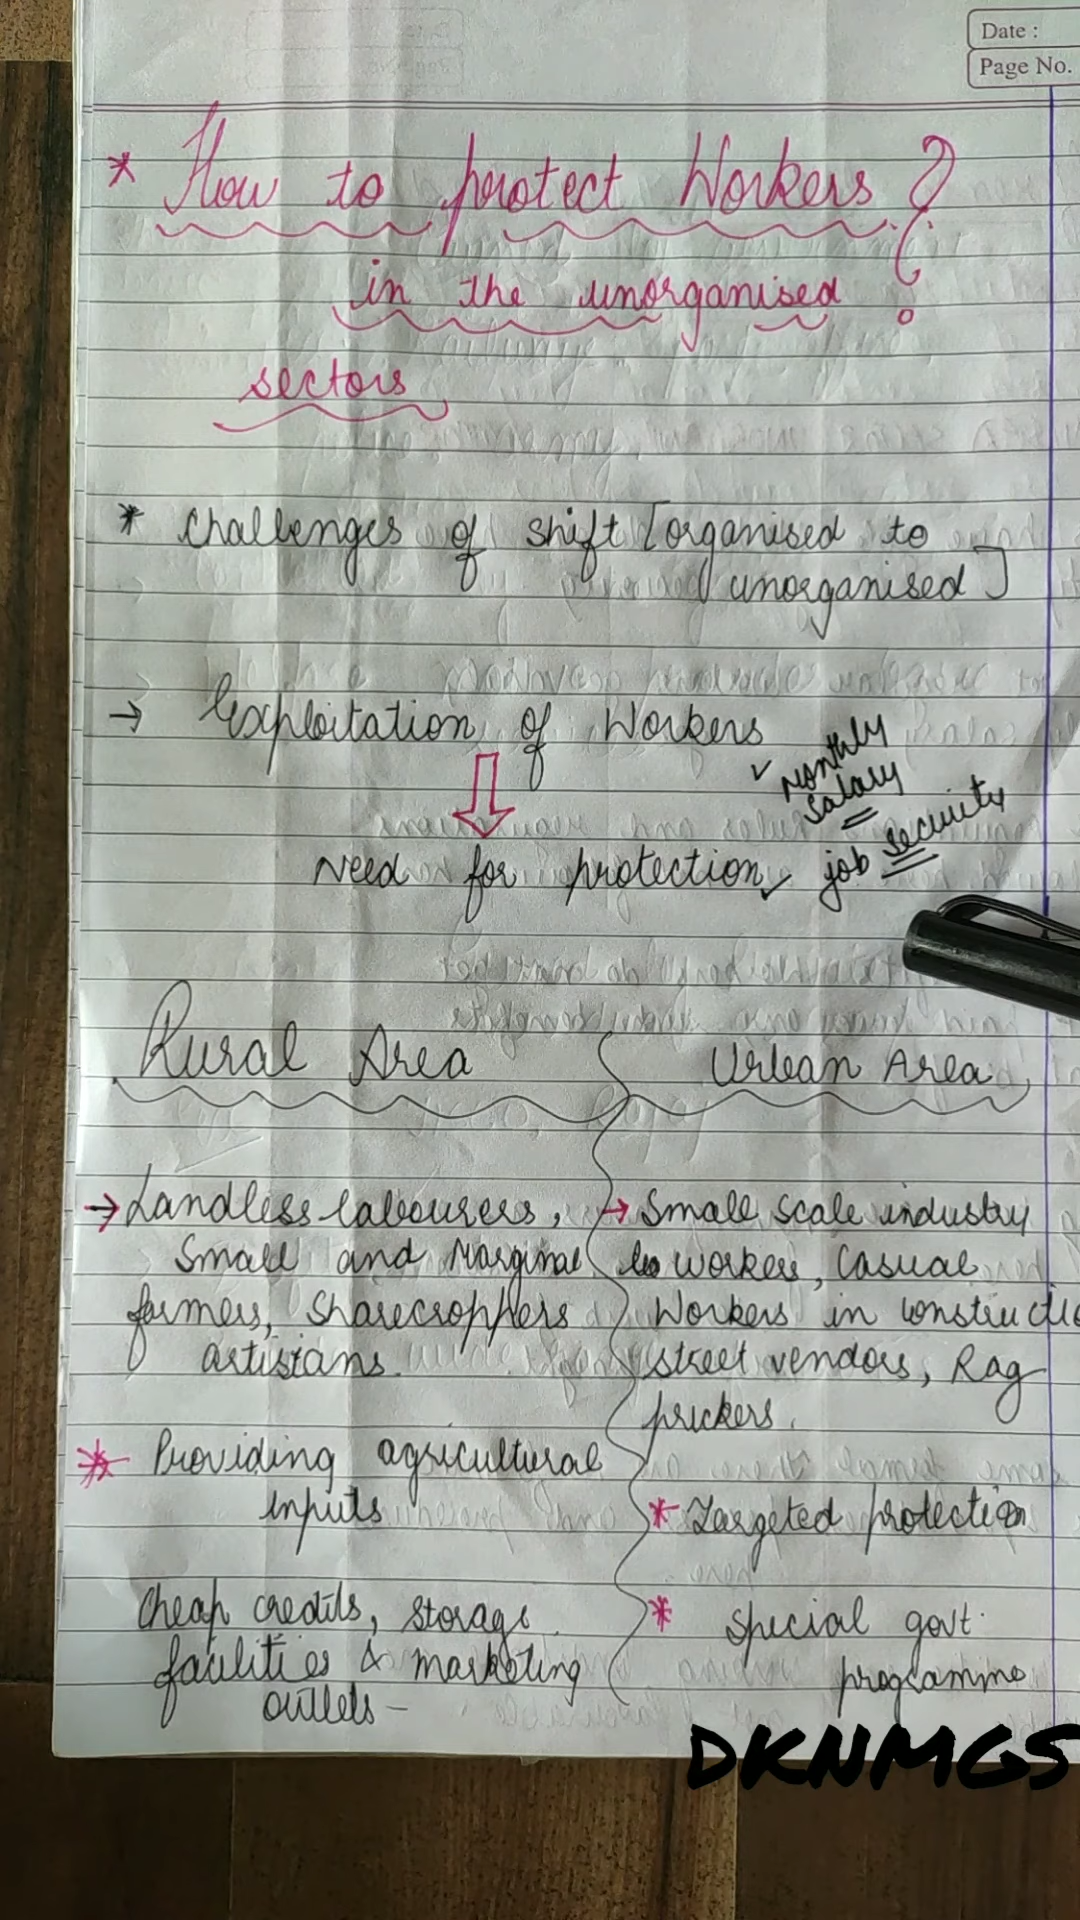 Date :
Page No.
* How to protect Workers ?
in the unorganised
sectors
* Challenges of shift [organised to
unorganised]
→ Exploitation of Workers
✓ Monthly
salary
Need for protection ✓ job security
Rural Area
Urban Area
→ Landless labourers,
Small and Marginal
farmers, Sharecroppers
artistans.
* Providing agricultural
inputs
Cheap credits, storage
facilities & marketing
outlets -
→ Small scale industry
workers, Casual
Workers in constructio
street vendors, Rag
prickers.
* Targeted protection
* special govt.
programme
DKNMGS